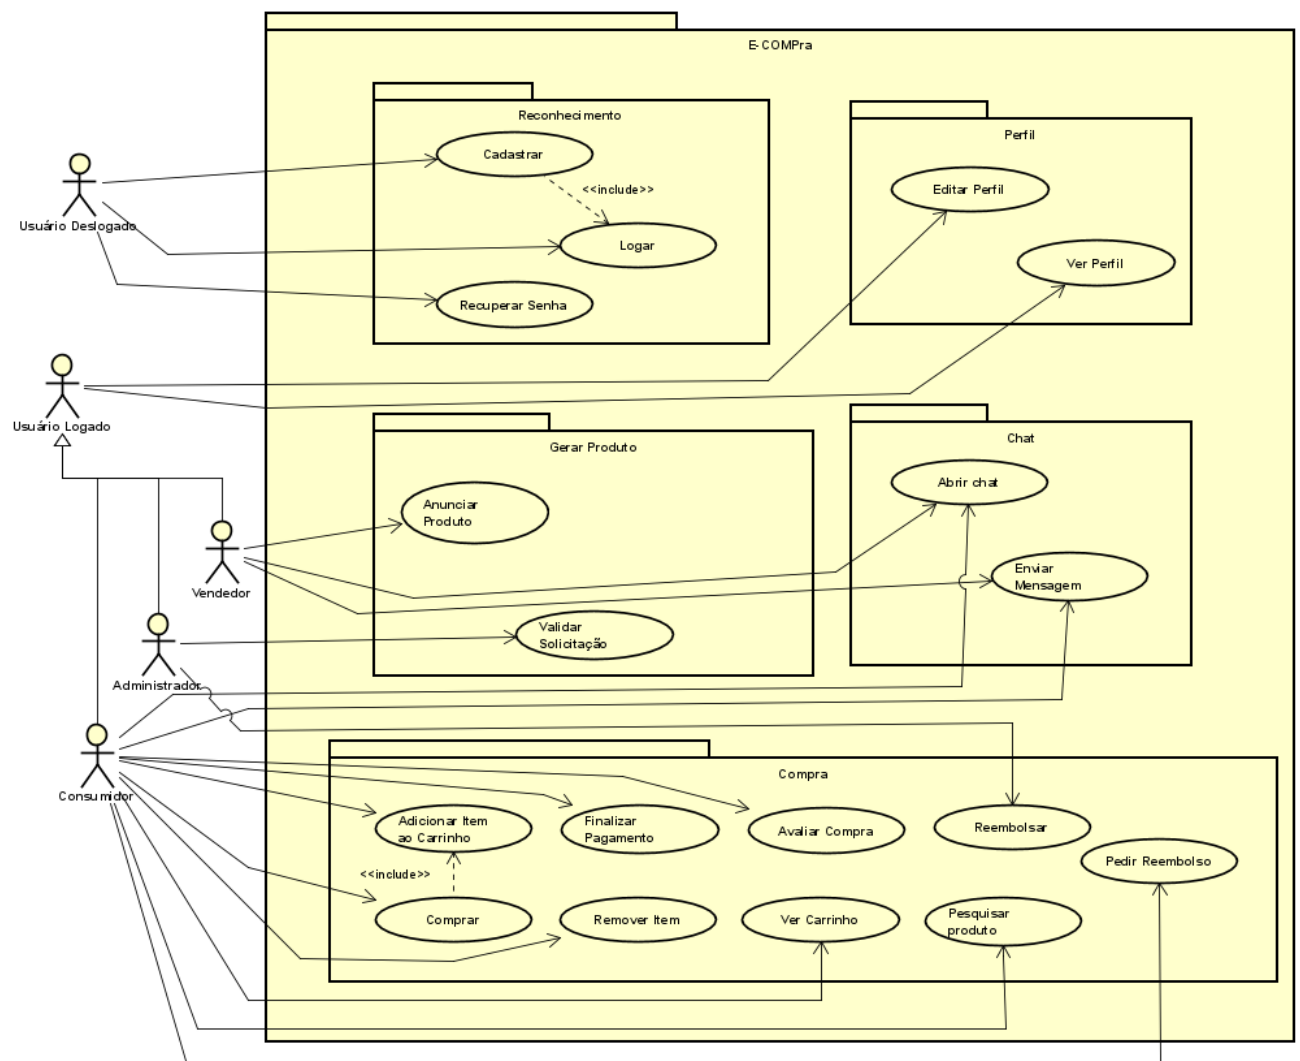 E-COMPra
Reconhecimento
Cadastrar
<<include>>
Logar
Recuperar Senha
Perfil
Editar Perfil
Ver Perfil
Usuário Deslogado
Usuário Logado
Gerar Produto
Anunciar
Produto
Validar
Solicitação
Chat
Abrir chat
Enviar
Mensagem
Vendedor
Administrador
Consumidor
Compra
Adicionar Item
ao Carrinho
Finalizar
Pagamento
Avaliar Compra
Reembolsar
Pedir Reembolso
<<include>>
Comprar
Remover Item
Ver Carrinho
Pesquisar
produto